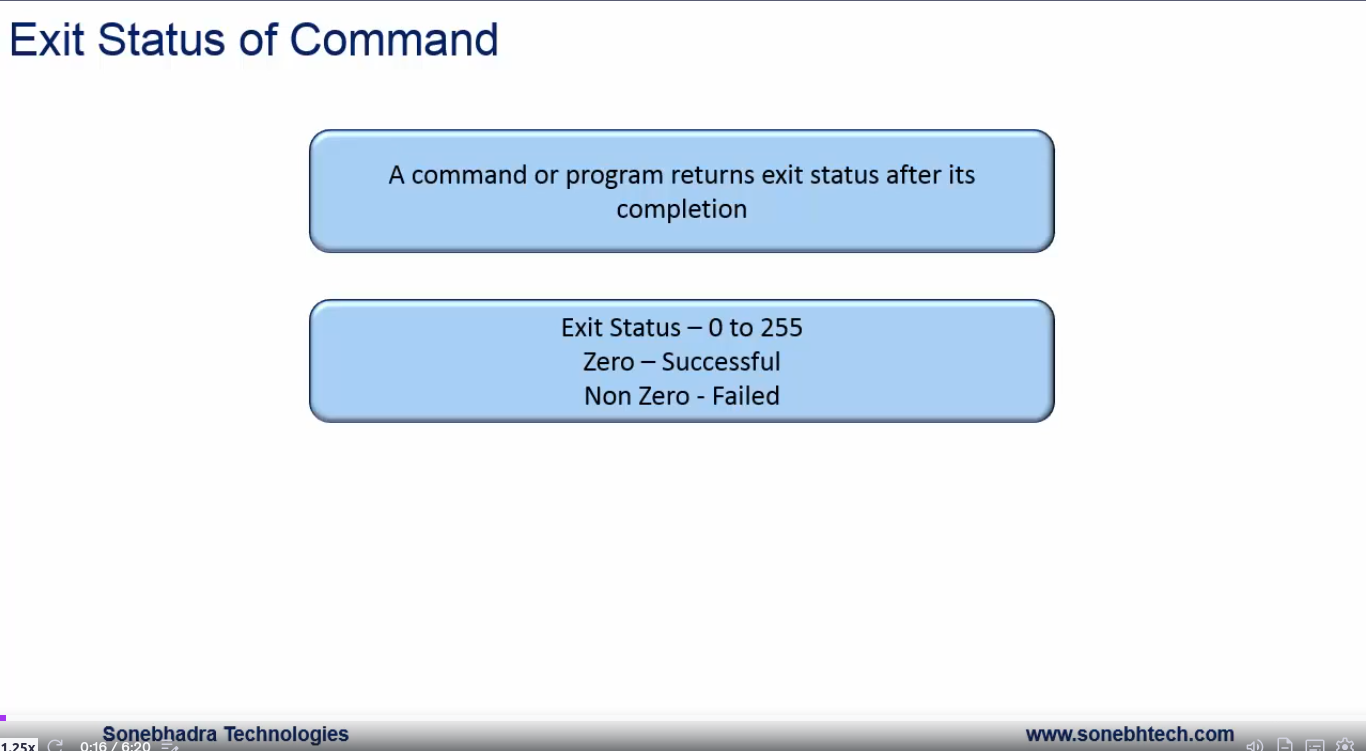 Exit Status of Command
A command or program returns exit status after its
completion
Exit Status – 0 to 255
Zero – Successful
Non Zero - Failed
Sonebhadra Technologies
www.sonebhtech.com
1.25x
0:16 / 6:20